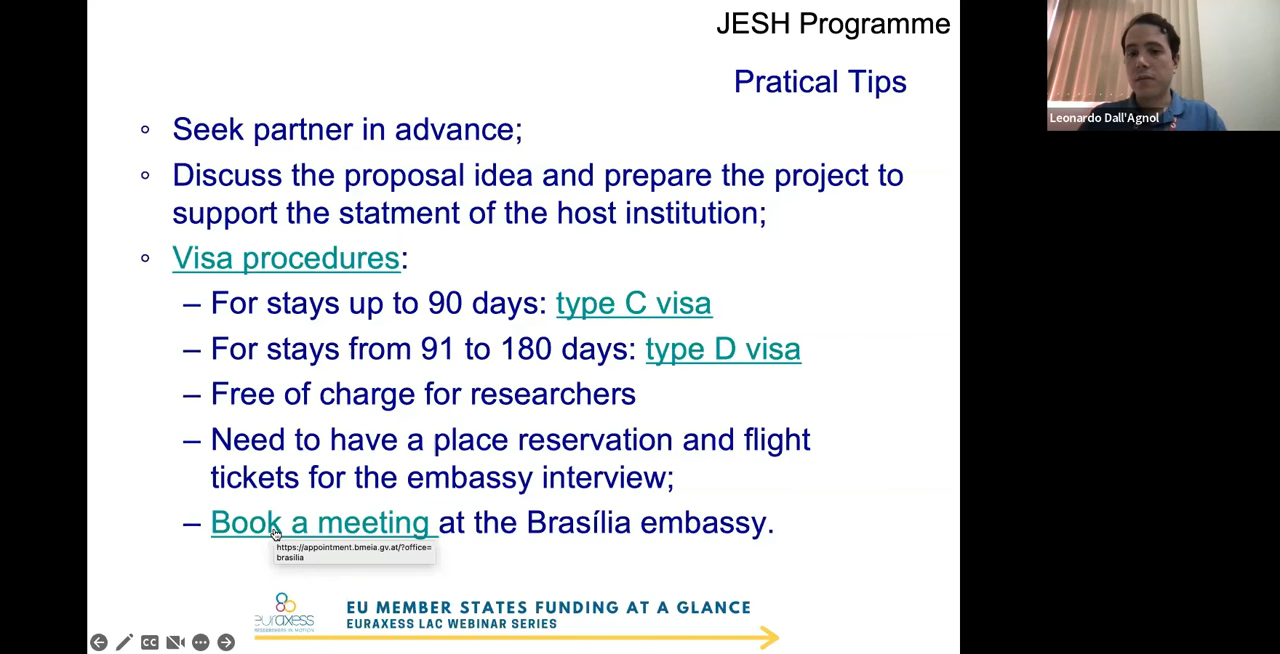 JESH Programme
Pratical Tips
Seek partner in advance;
Discuss the proposal idea and prepare the project to
support the statment of the host institution;
Visa procedures:
– For stays up to 90 days: type C visa
– For stays from 91 to 180 days: type D visa
– Free of charge for researchers
– Need to have a place reservation and flight
tickets for the embassy interview;
– Book a meeting at the Brasília embassy.
https://appointment.bmeia.gv.at/?office=
brasilia
euraxess
RESEARCHERS IN MOTION
EU MEMBER STATES FUNDING AT A GLANCE
EURAXESS LAC WEBINAR SERIES
CC
Leonardo Dall'Agnol